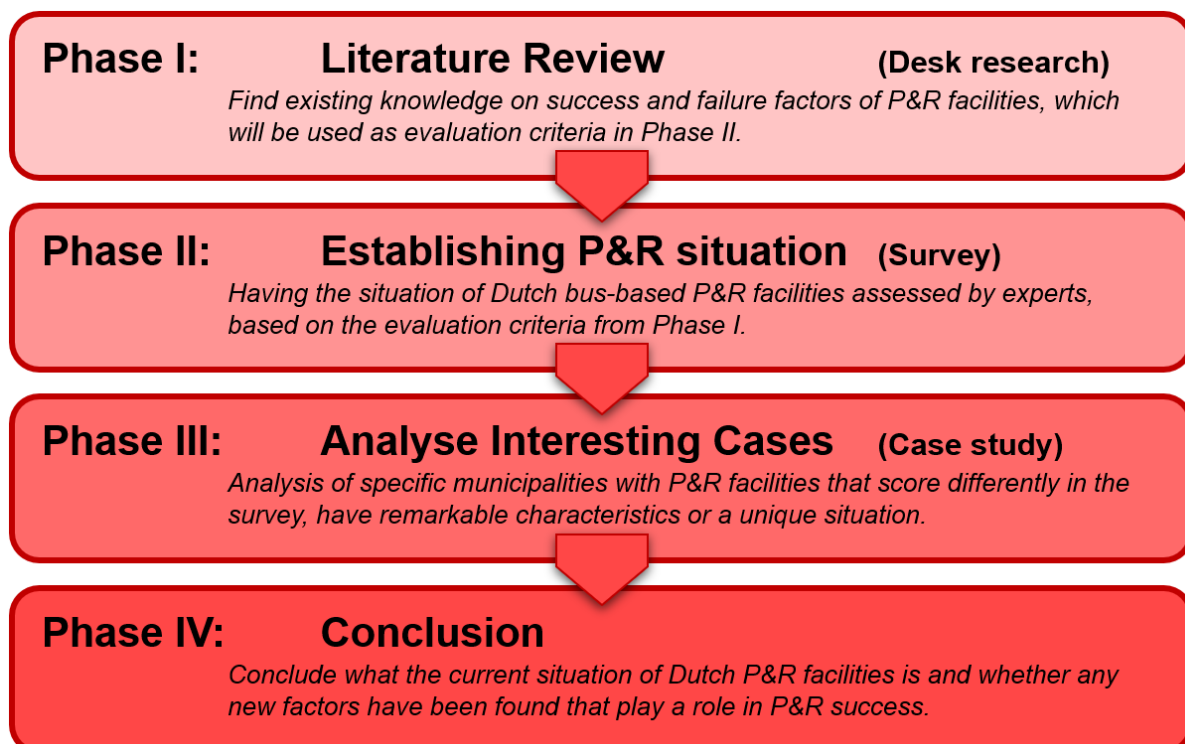 Phase I: Literature Review (Desk research)
Find existing knowledge on success and failure factors of P&R facilities, which
will be used as evaluation criteria in Phase II.
Phase II: Establishing P&R situation (Survey)
Having the situation of Dutch bus-based P&R facilities assessed by experts,
based on the evaluation criteria from Phase I.
Phase III: Analyse Interesting Cases (Case study)
Analysis of specific municipalities with P&R facilities that score differently in the
survey, have remarkable characteristics or a unique situation.
Phase IV: Conclusion
Conclude what the current situation of Dutch P&R facilities is and whether any
new factors have been found that play a role in P&R success.